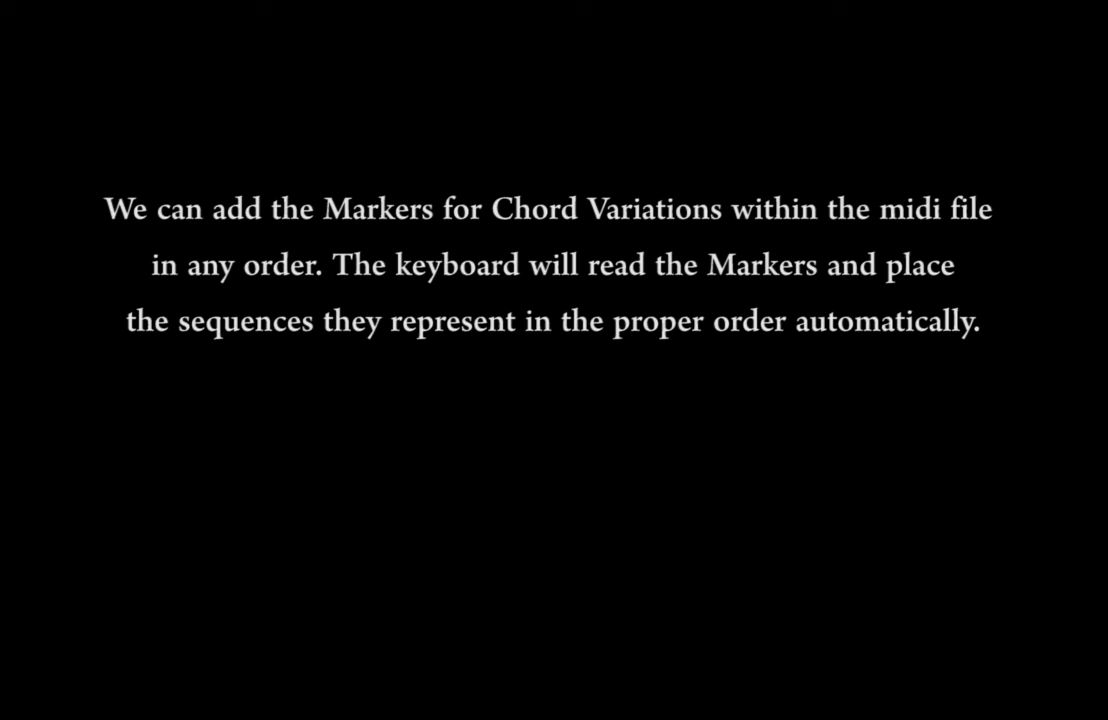 We can add the Markers for Chord Variations within the midi file
in any order. The keyboard will read the Markers and place
the sequences they represent in the proper order automatically.